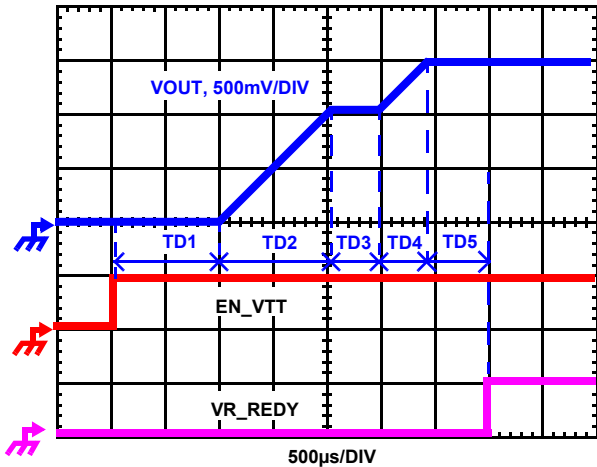 VOUT, 500mV/DIV
TD1 TD2 TD3 TD4 TD5
EN_VTT
VR_REDY
500µs/DIV